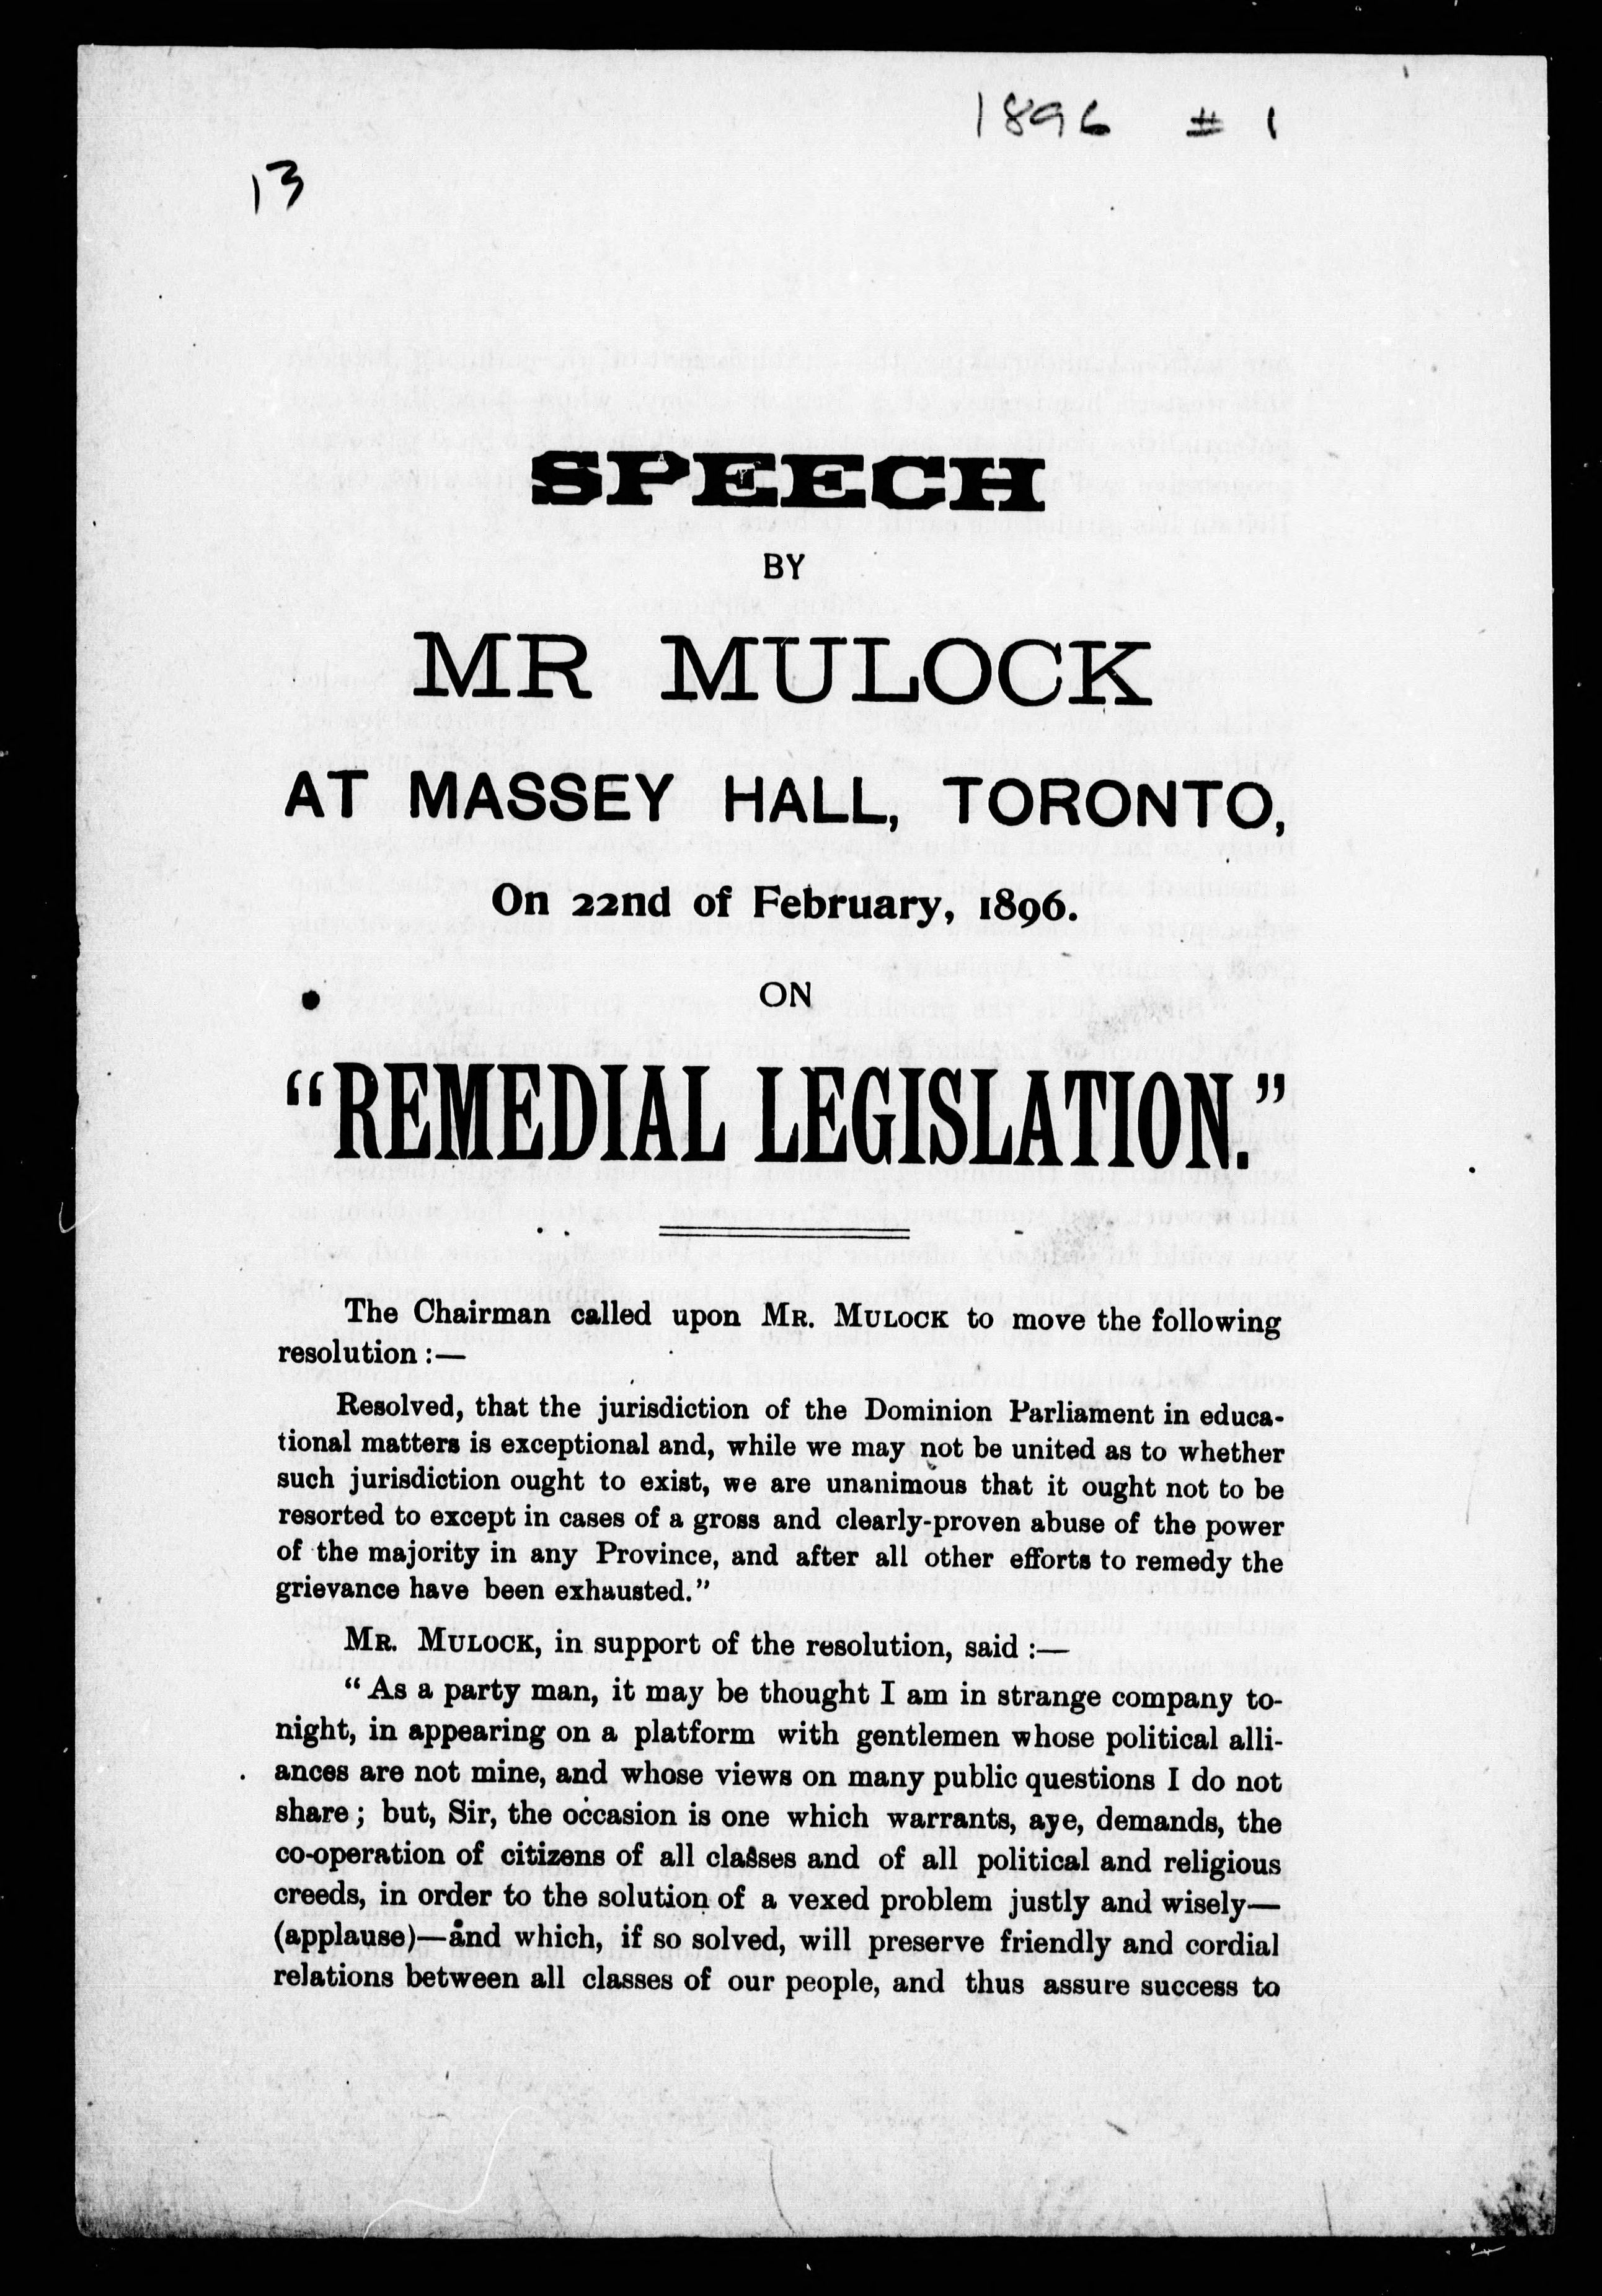 1896 # 1
13
SPEECH
BY
MR MULOCK
AT MASSEY HALL, TORONTO,
On 22nd of February, 1896.
ON
"REMEDIAL LEGISLATION."
The Chairman called upon MR. MULOCK to move the following
resolution :—
Resolved, that the jurisdiction of the Dominion Parliament in educa-
tional matters is exceptional and, while we may not be united as to whether
such jurisdiction ought to exist, we are unanimous that it ought not to be
resorted to except in cases of a gross and clearly-proven abuse of the power
of the majority in any Province, and after all other efforts to remedy the
grievance have been exhausted."
MR. MULOCK, in support of the resolution, said :—
"As a party man, it may be thought I am in strange company to-
night, in appearing on a platform with gentlemen whose political alli-
ances are not mine, and whose views on many public questions I do not
share; but, Sir, the occasion is one which warrants, aye, demands, the
co-operation of citizens of all classes and of all political and religious
creeds, in order to the solution of a vexed problem justly and wisely—
(applause)—and which, if so solved, will preserve friendly and cordial
relations between all classes of our people, and thus assure success to